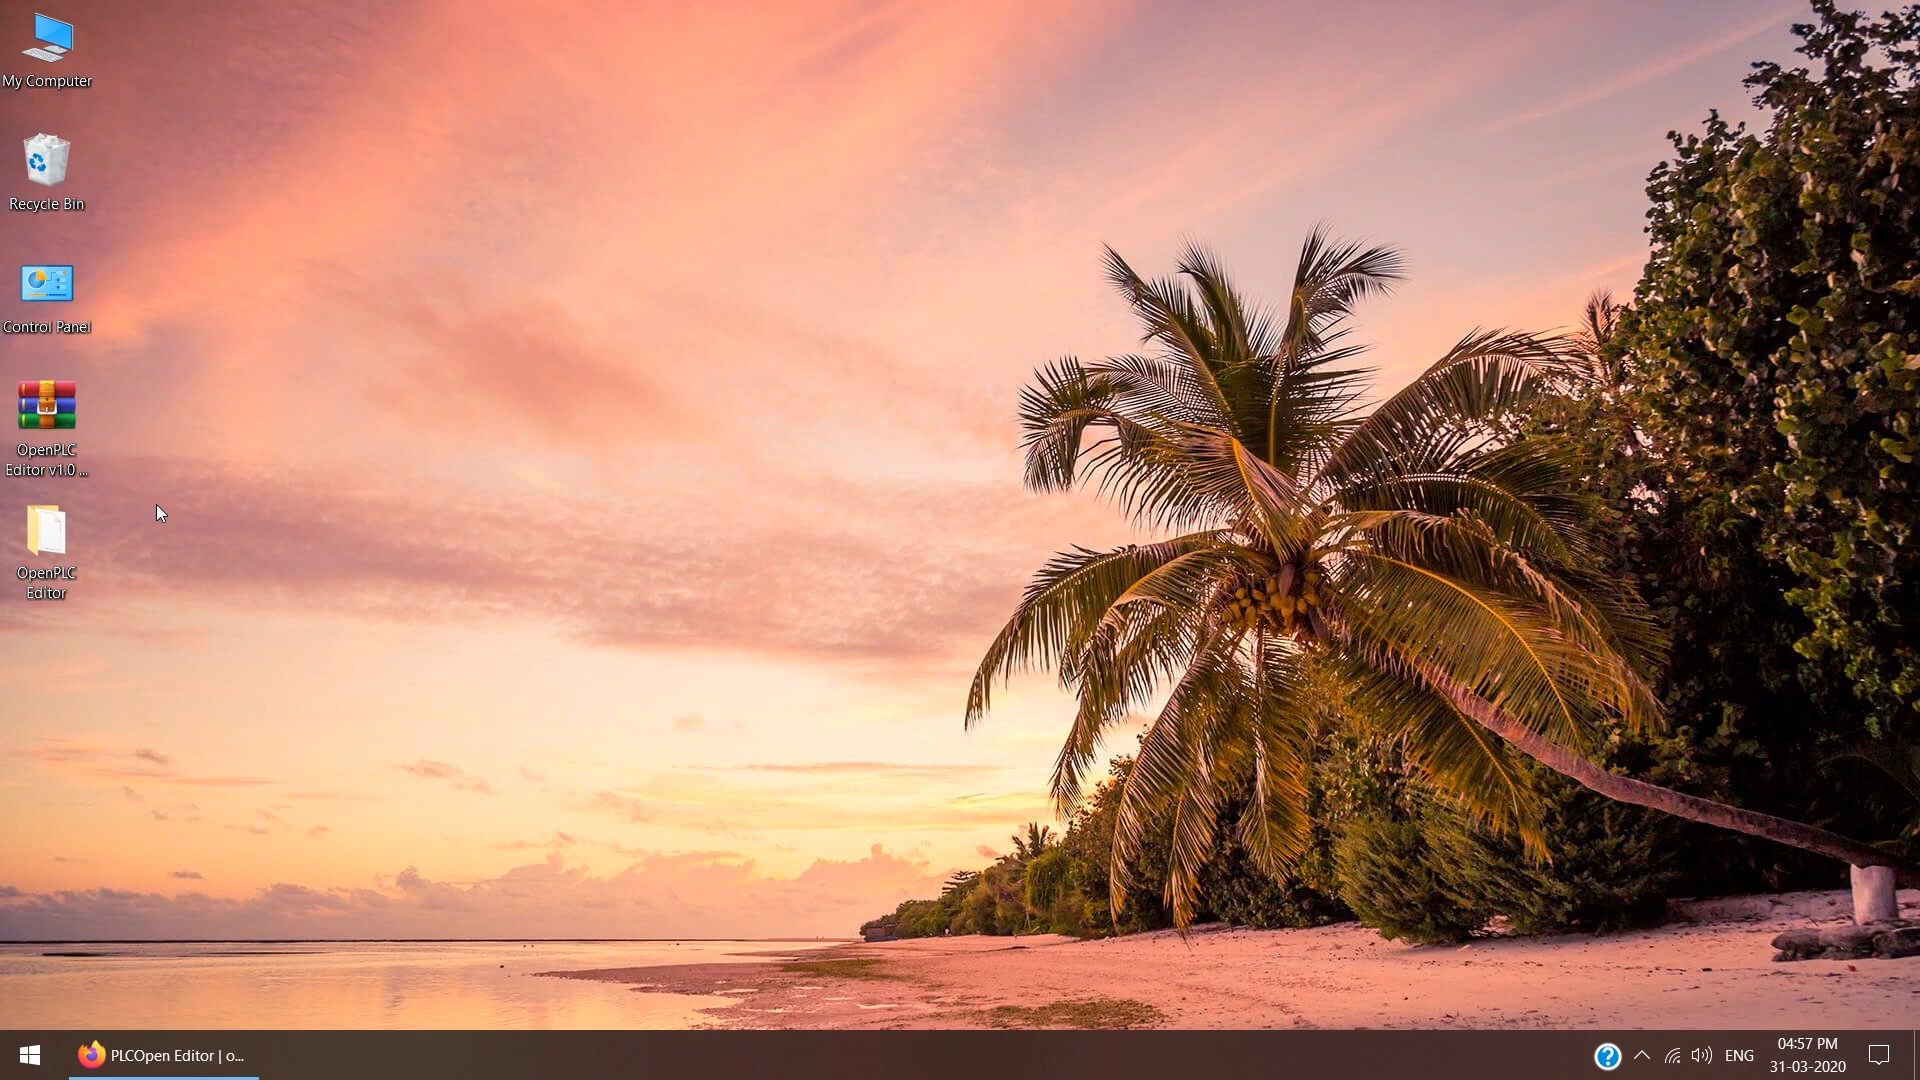 My Computer
Recycle Bin
Control Panel
OpenPLC
Editor v1.0 ...
OpenPLC
Editor
PLCOpen Editor | o...
ENG
04:57 PM
31-03-2020